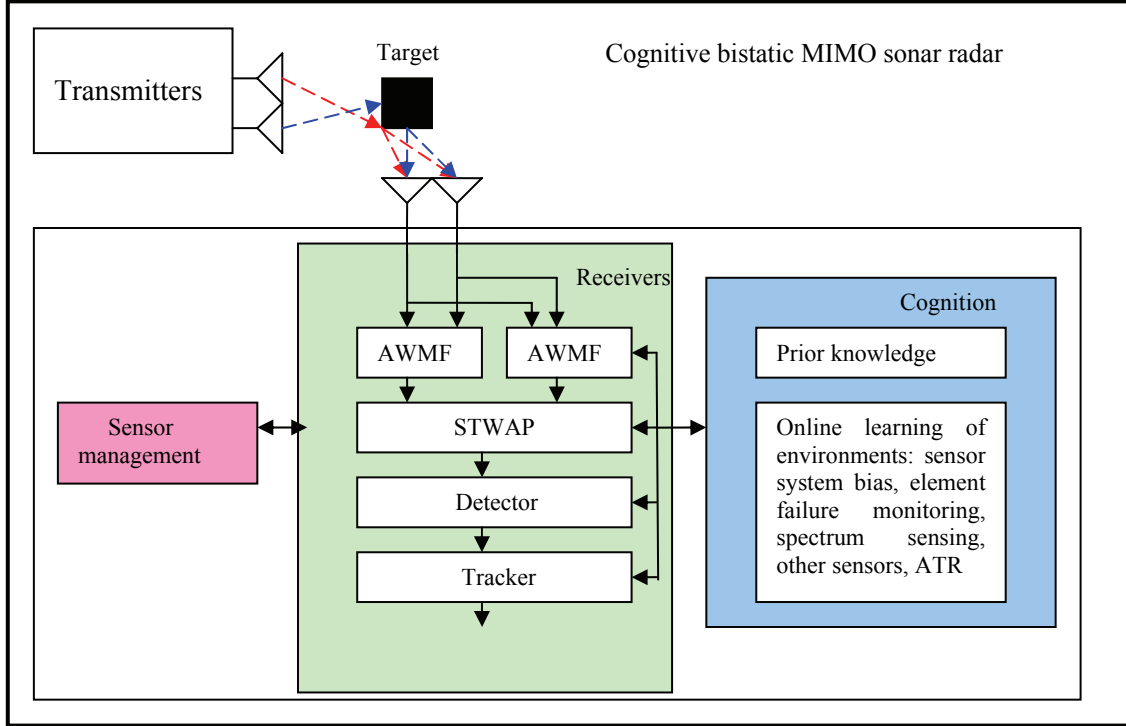 Target
Cognitive bistatic MIMO sonar radar
Transmitters
Receivers
Cognition
AWMF
AWMF
Prior knowledge
Sensor
management
STWAP
Online learning of
environments: sensor
system bias, element
failure monitoring,
spectrum sensing,
other sensors, ATR
Detector
Tracker